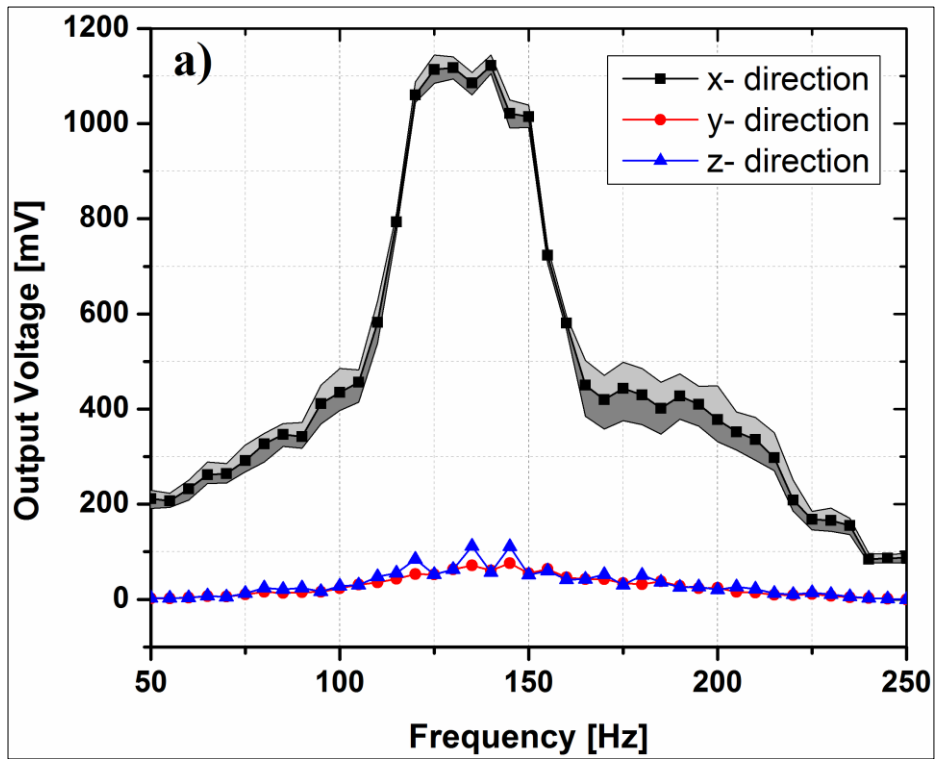 a)
x- direction
y- direction
z- direction
Output Voltage [mV]
1200
1000
800
600
400
200
0
50 100 150 200 250
Frequency [Hz]